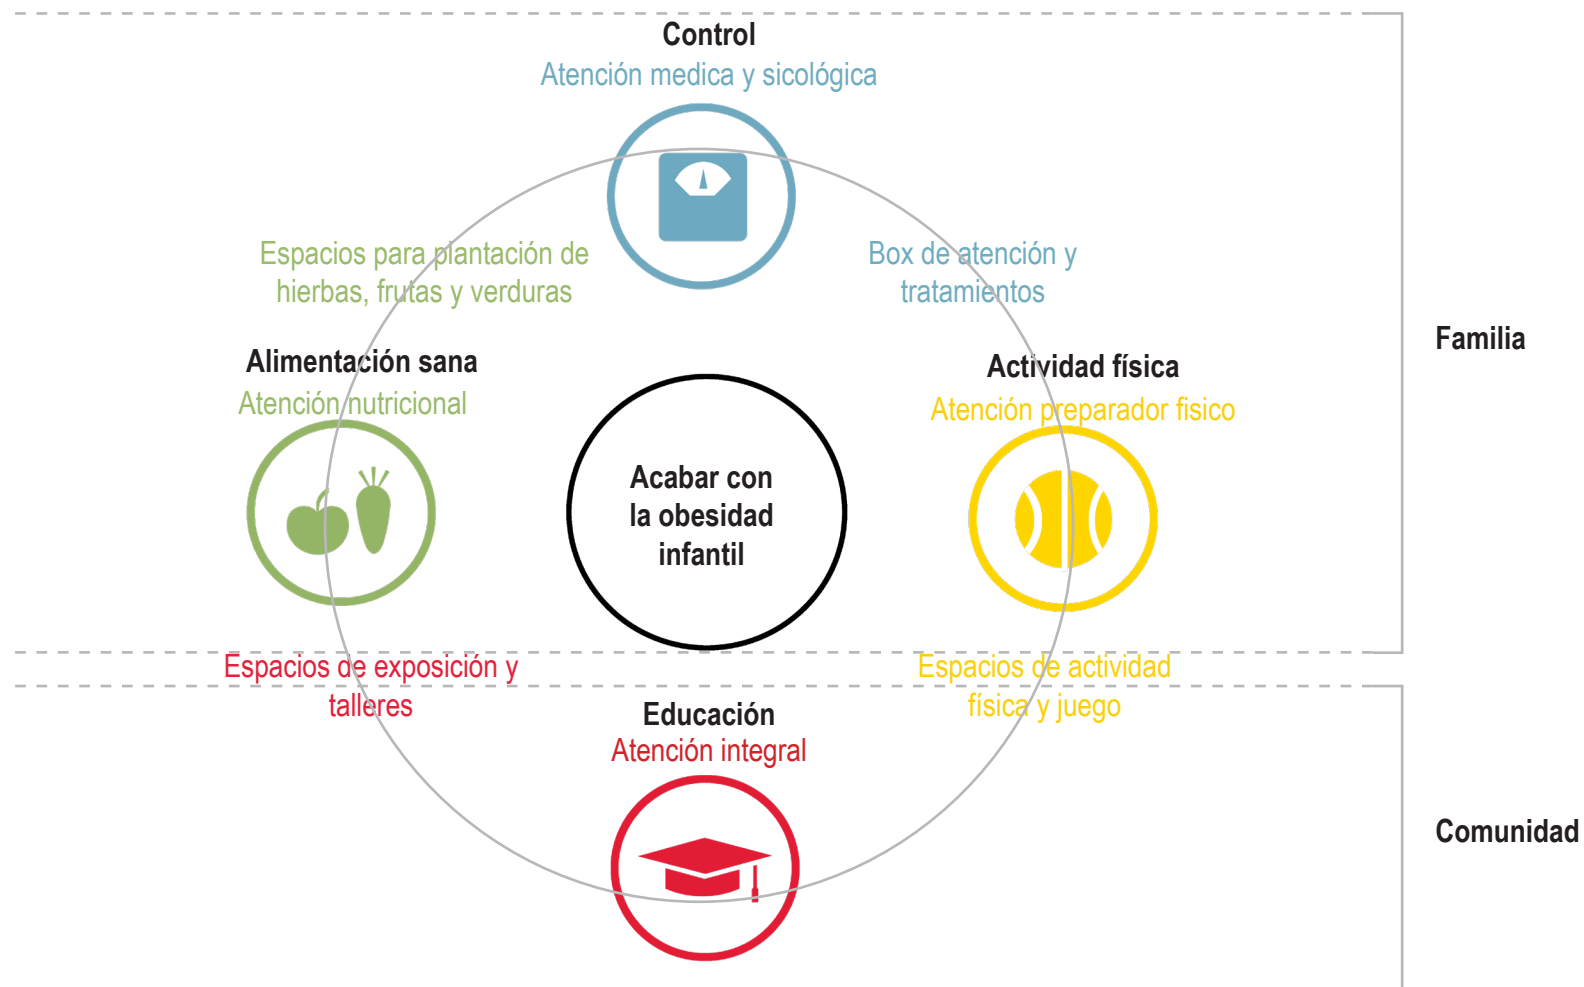 Control
Atención medica y sicológica
Espacios para plantación de
hierbas, frutas y verduras
Box de atención y
tratamientos
Familia
Alimentación sana
Atención nutricional
Actividad física
Atención preparador fisico
Acabar con
la obesidad
infantil
Espacios de exposición y
talleres
Espacios de actividad
física y juego
Educación
Atención integral
Comunidad